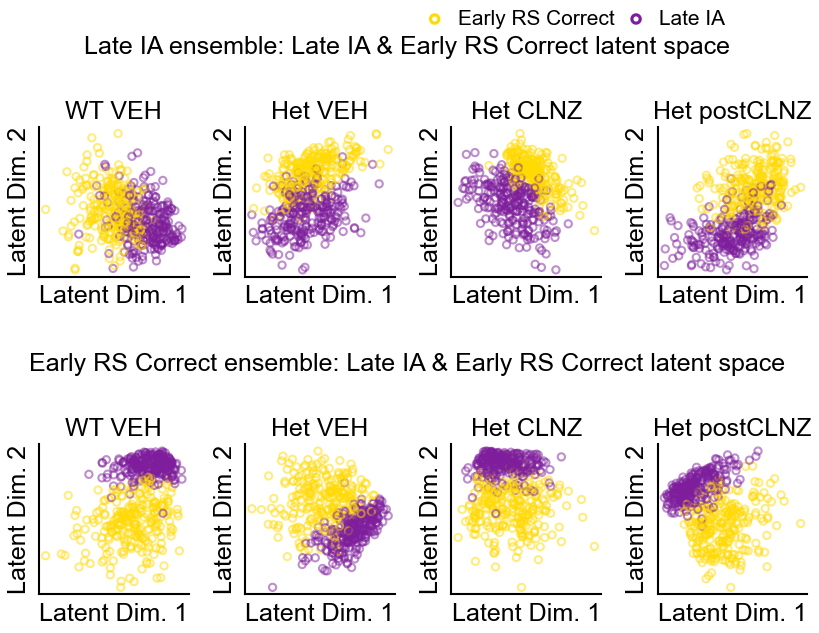 Early RS Correct Late IA
Late IA ensemble: Late IA & Early RS Correct latent space
WT VEH Het VEH Het CLNZ Het postCLNZ
Latent Dim. 2 Latent Dim. 2 Latent Dim. 2 Latent Dim. 2
Latent Dim. 1 Latent Dim. 1 Latent Dim. 1 Latent Dim. 1
Early RS Correct ensemble: Late IA & Early RS Correct latent space
WT VEH Het VEH Het CLNZ Het postCLNZ
Latent Dim. 2 Latent Dim. 2 Latent Dim. 2 Latent Dim. 2
Latent Dim. 1 Latent Dim. 1 Latent Dim. 1 Latent Dim. 1